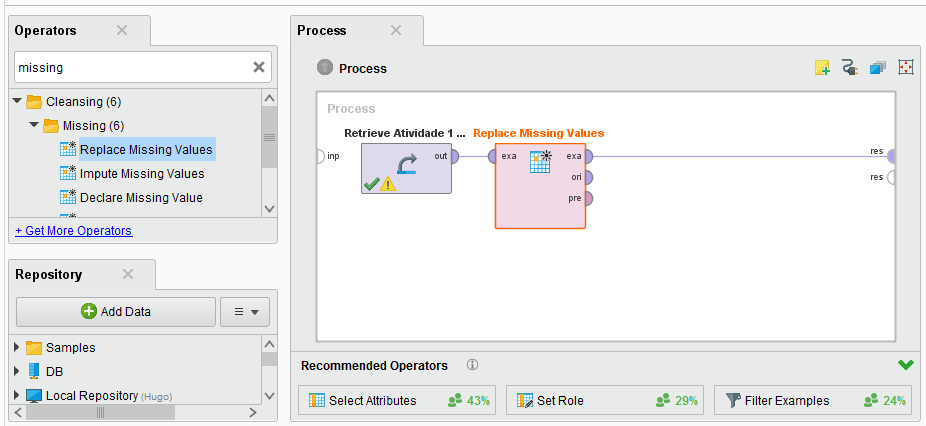 Operators
missing
Cleansing (6)
Missing (6)
Replace Missing Values
Impute Missing Values
Declare Missing Value
+ Get More Operators
Repository
Add Data
Samples
DB
Local Repository (Hugo)
Process
Process
Process
Retrieve Atividade 1 ...
Replace Missing Values
inp
out
exa
exa
ori
pre
res
res
Recommended Operators
Select Attributes
43%
Set Role
29%
Filter Examples
24%